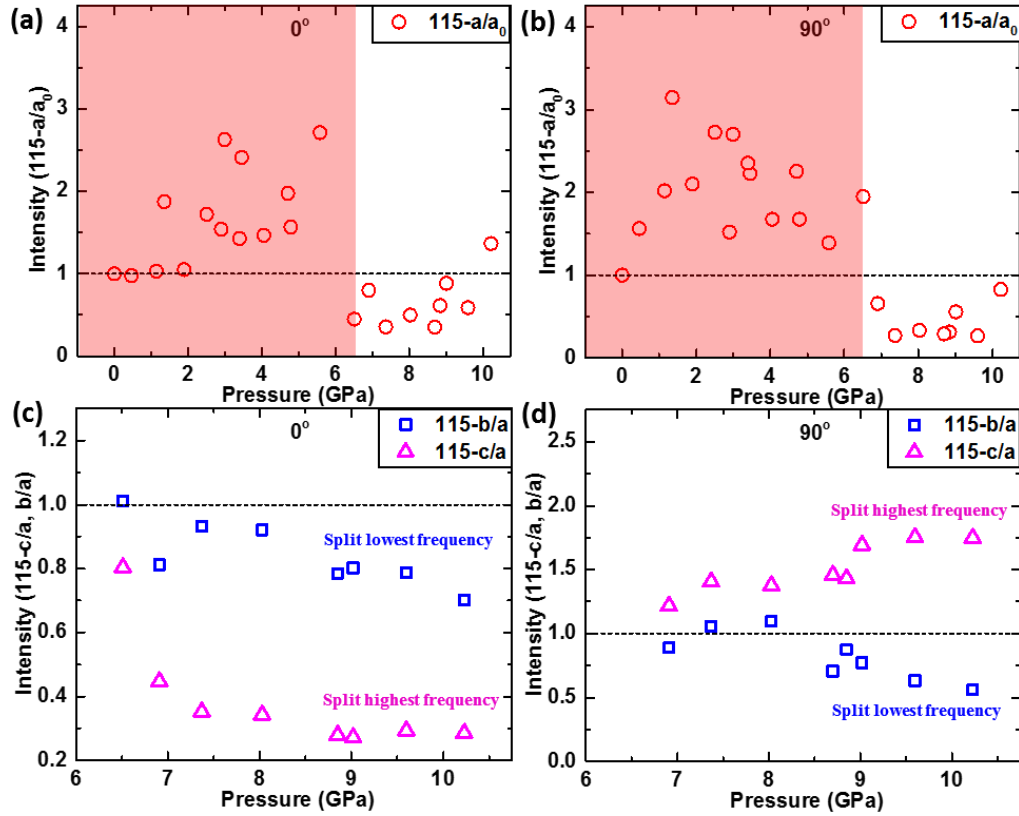 (a)
0°
115-a/a₀
Intensity (115-a/a₀)
4
3
2
1
0
0 2 4 6 8 10
Pressure (GPa)
(b)
90°
115-a/a₀
Intensity (115-a/a₀)
4
3
2
1
0
0 2 4 6 8 10
Pressure (GPa)
(c)
0°
115-b/a
115-c/a
Intensity (115-c/a, b/a)
1.2
1.0
0.8
0.6
0.4
0.2
Split lowest frequency
Split highest frequency
6 7 8 9 10
Pressure (GPa)
(d)
90°
115-b/a
115-c/a
Intensity (115-c/a, b/a)
2.5
2.0
1.5
1.0
0.5
0.0
Split highest frequency
Split lowest frequency
6 7 8 9 10
Pressure (GPa)